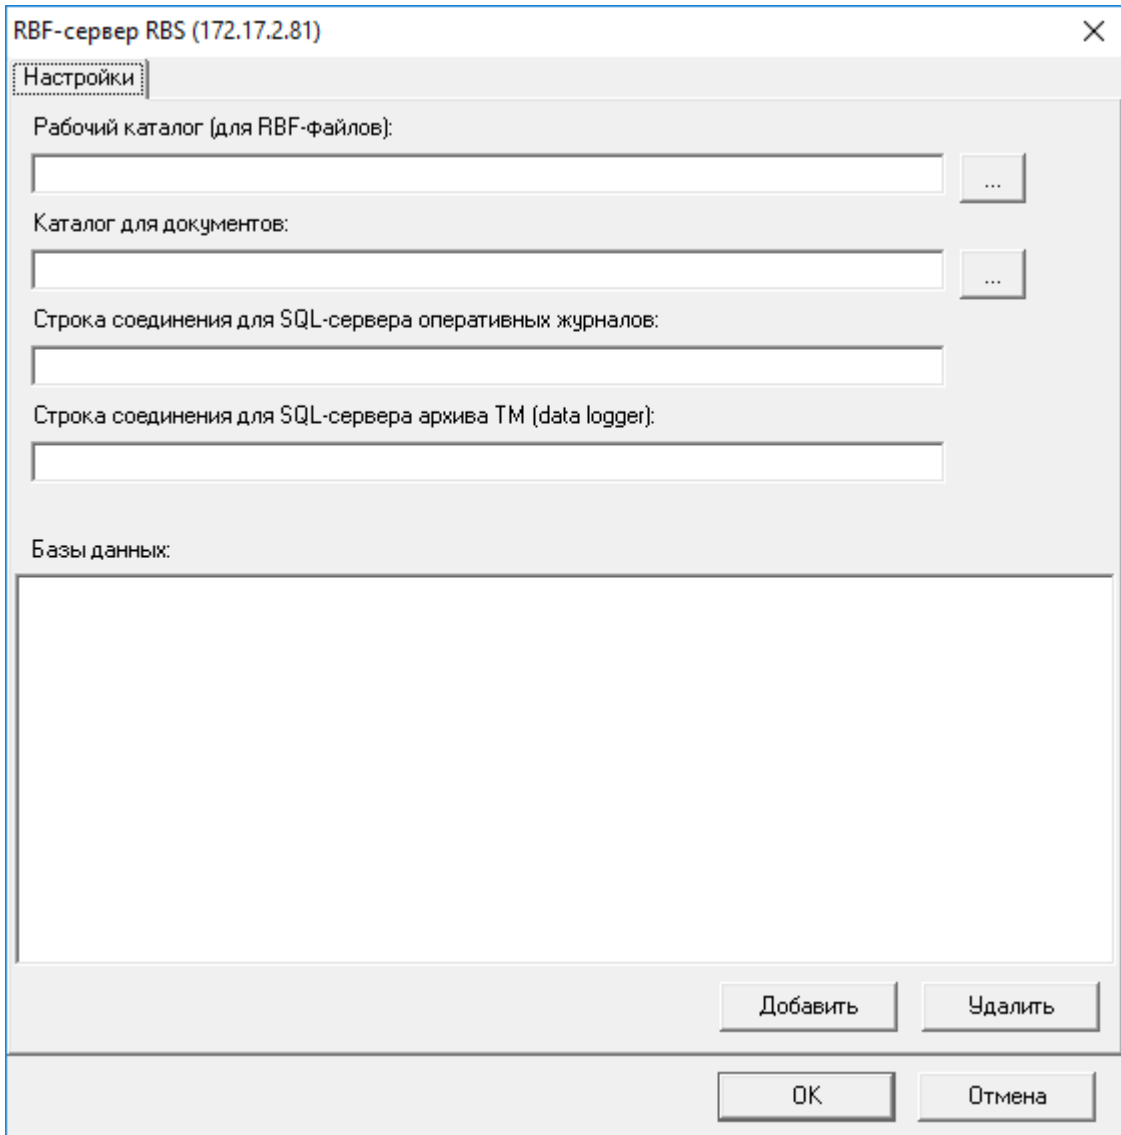 RBF-сервер RBS (172.17.2.81)
Настройки
Рабочий каталог (для RBF-файлов):
...
Каталог для документов:
...
Строка соединения для SQL-сервера оперативных журналов:
Строка соединения для SQL-сервера архива ТМ (data logger):
Базы данных:
Добавить Удалить
OK Отмена